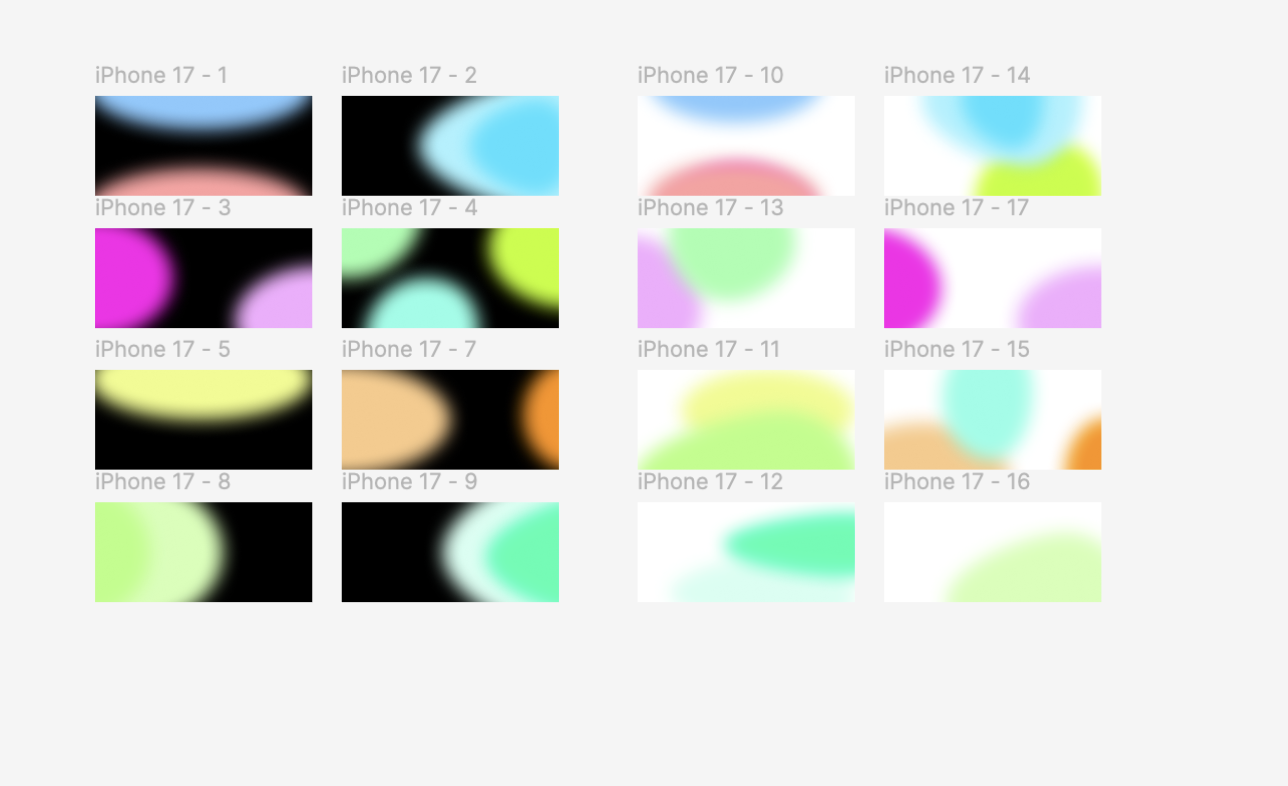 iPhone 17 - 1
iPhone 17 - 2
iPhone 17 - 10
iPhone 17 - 14
iPhone 17 - 3
iPhone 17 - 4
iPhone 17 - 13
iPhone 17 - 17
iPhone 17 - 5
iPhone 17 - 7
iPhone 17 - 11
iPhone 17 - 15
iPhone 17 - 8
iPhone 17 - 9
iPhone 17 - 12
iPhone 17 - 16